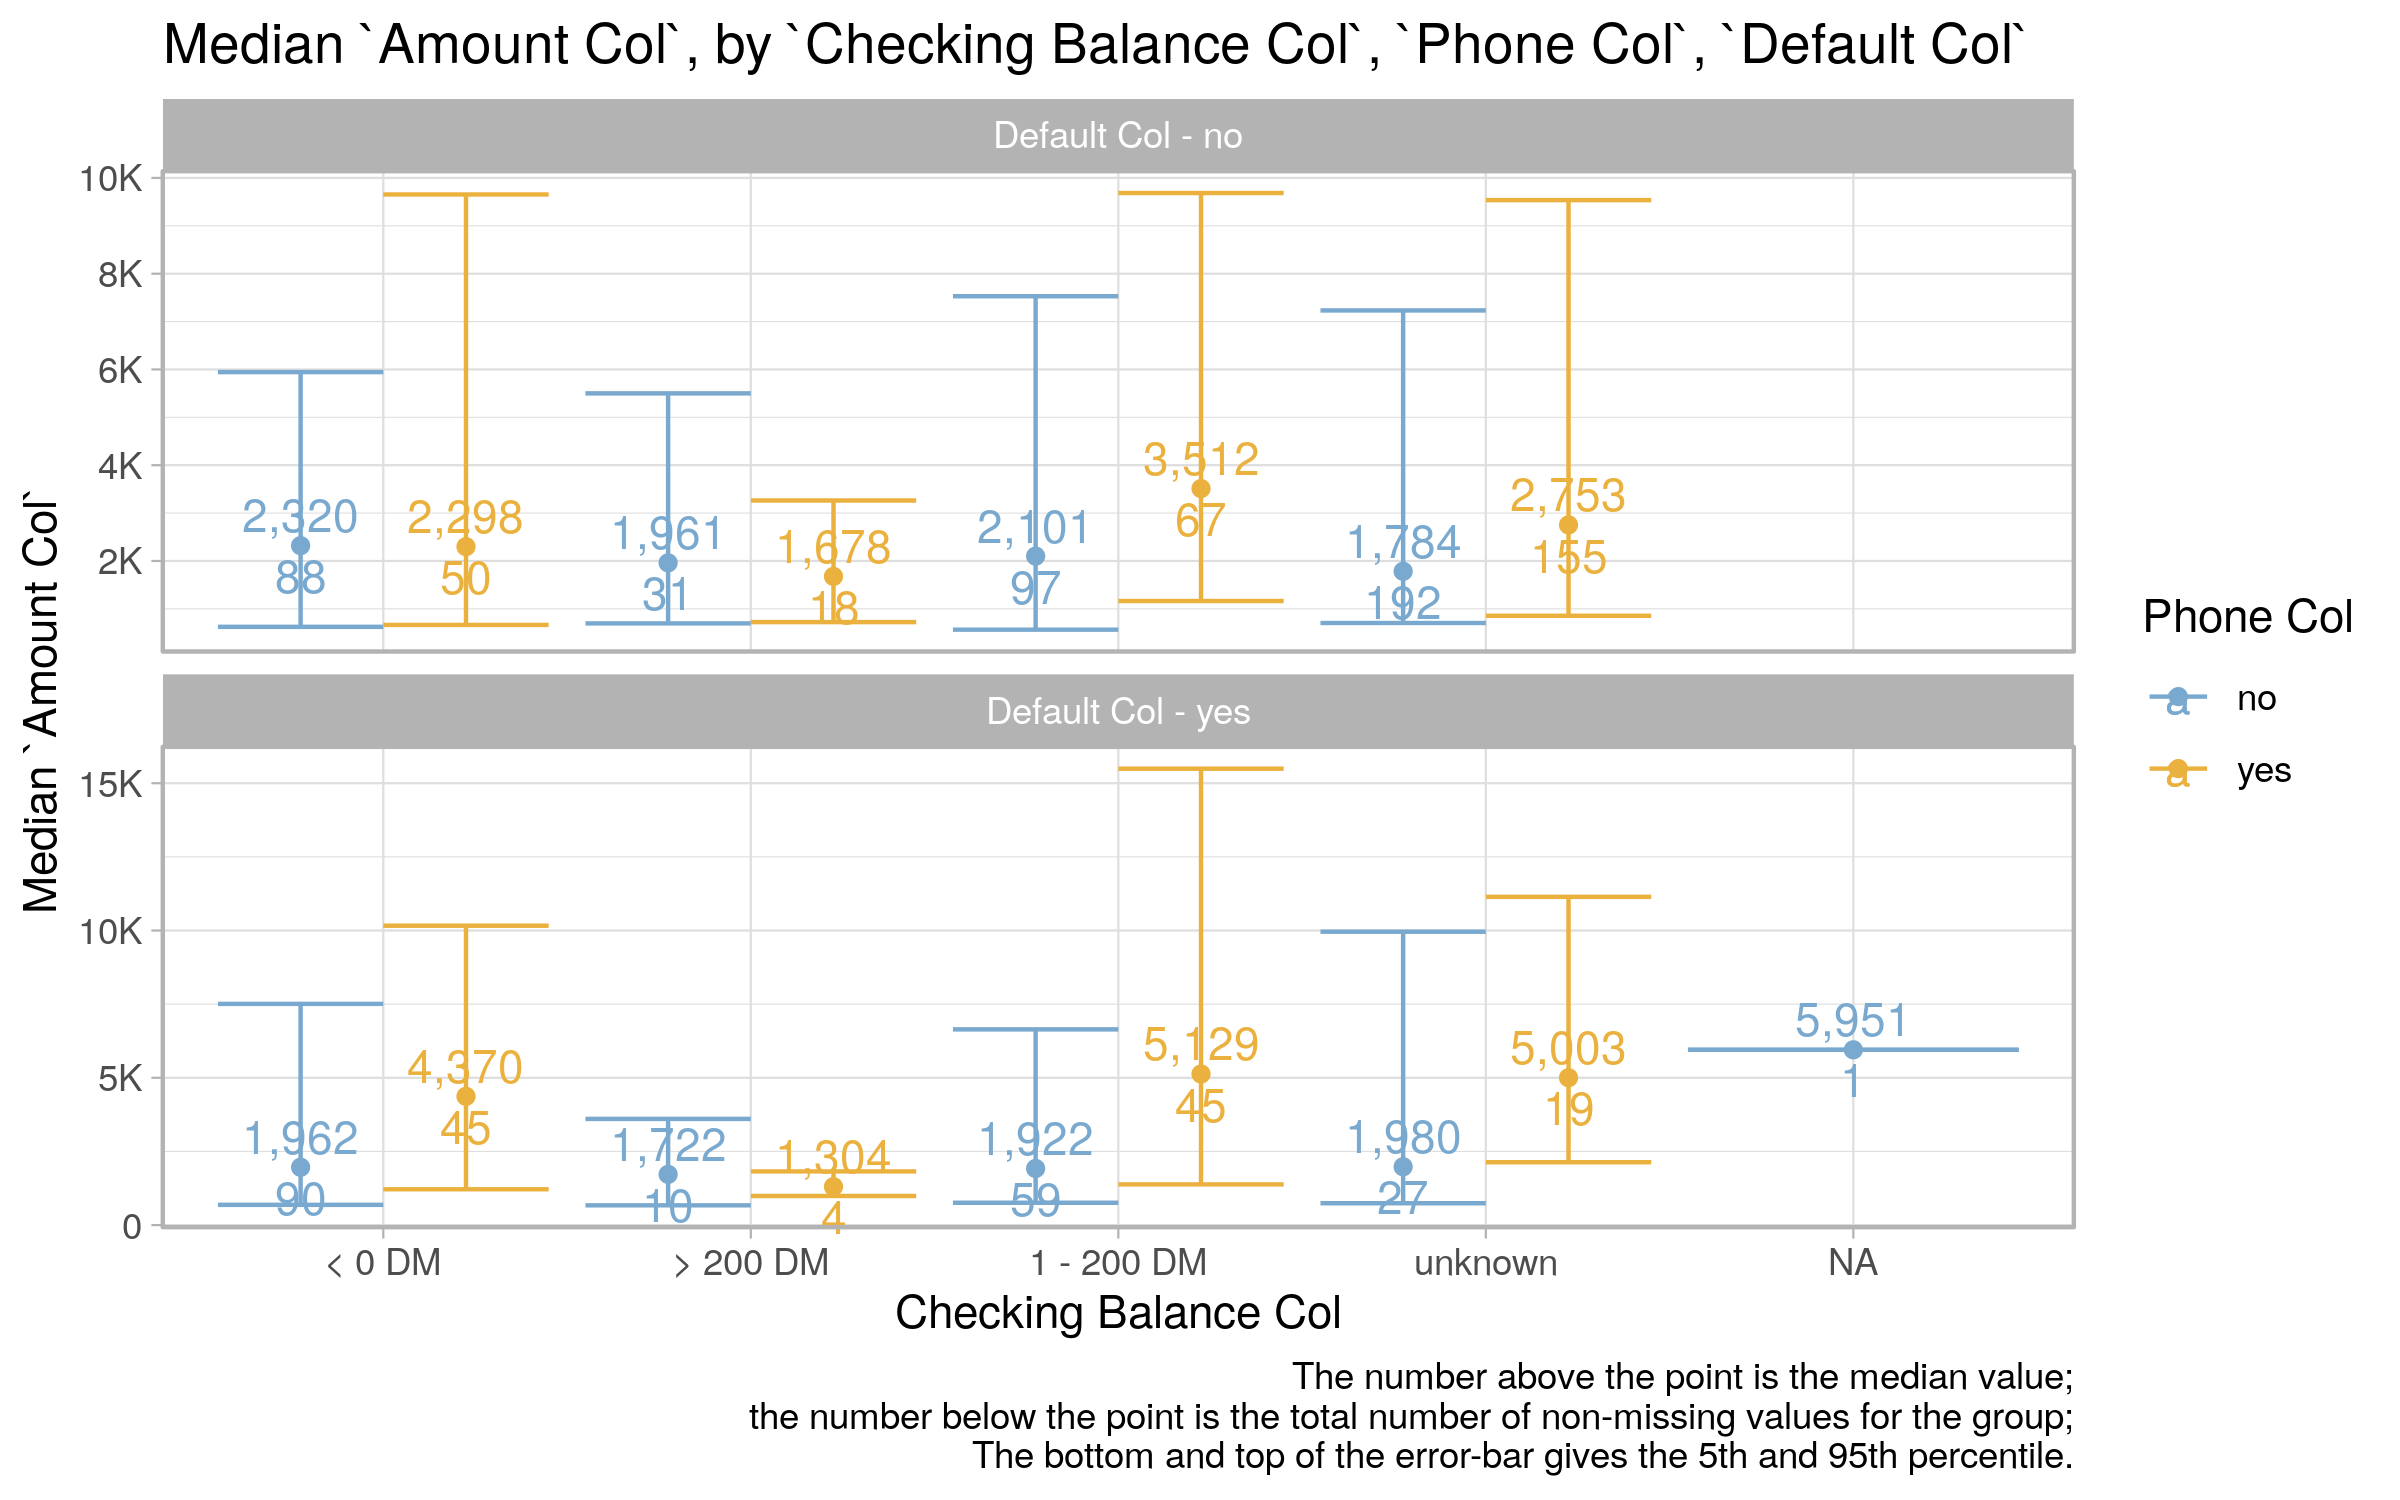 Median `Amount Col`, by `Checking Balance Col`, `Phone Col`, `Default Col`
Default Col - no
10K
8K
6K
4K
2K
2,320
88
2,298
50
1,961
31
1,678
18
2,101
97
3,512
67
1,784
192
2,753
155
Median `Amount Col`
Default Col - yes
15K
10K
5K
0
1,962
90
4,370
45
1,722
10
1,304
4
1,922
59
5,129
45
1,980
27
5,003
19
5,951
1
< 0 DM
> 200 DM
1 - 200 DM
unknown
NA
Checking Balance Col
Phone Col
a no
a yes
The number above the point is the median value;
the number below the point is the total number of non-missing values for the group;
The bottom and top of the error-bar gives the 5th and 95th percentile.